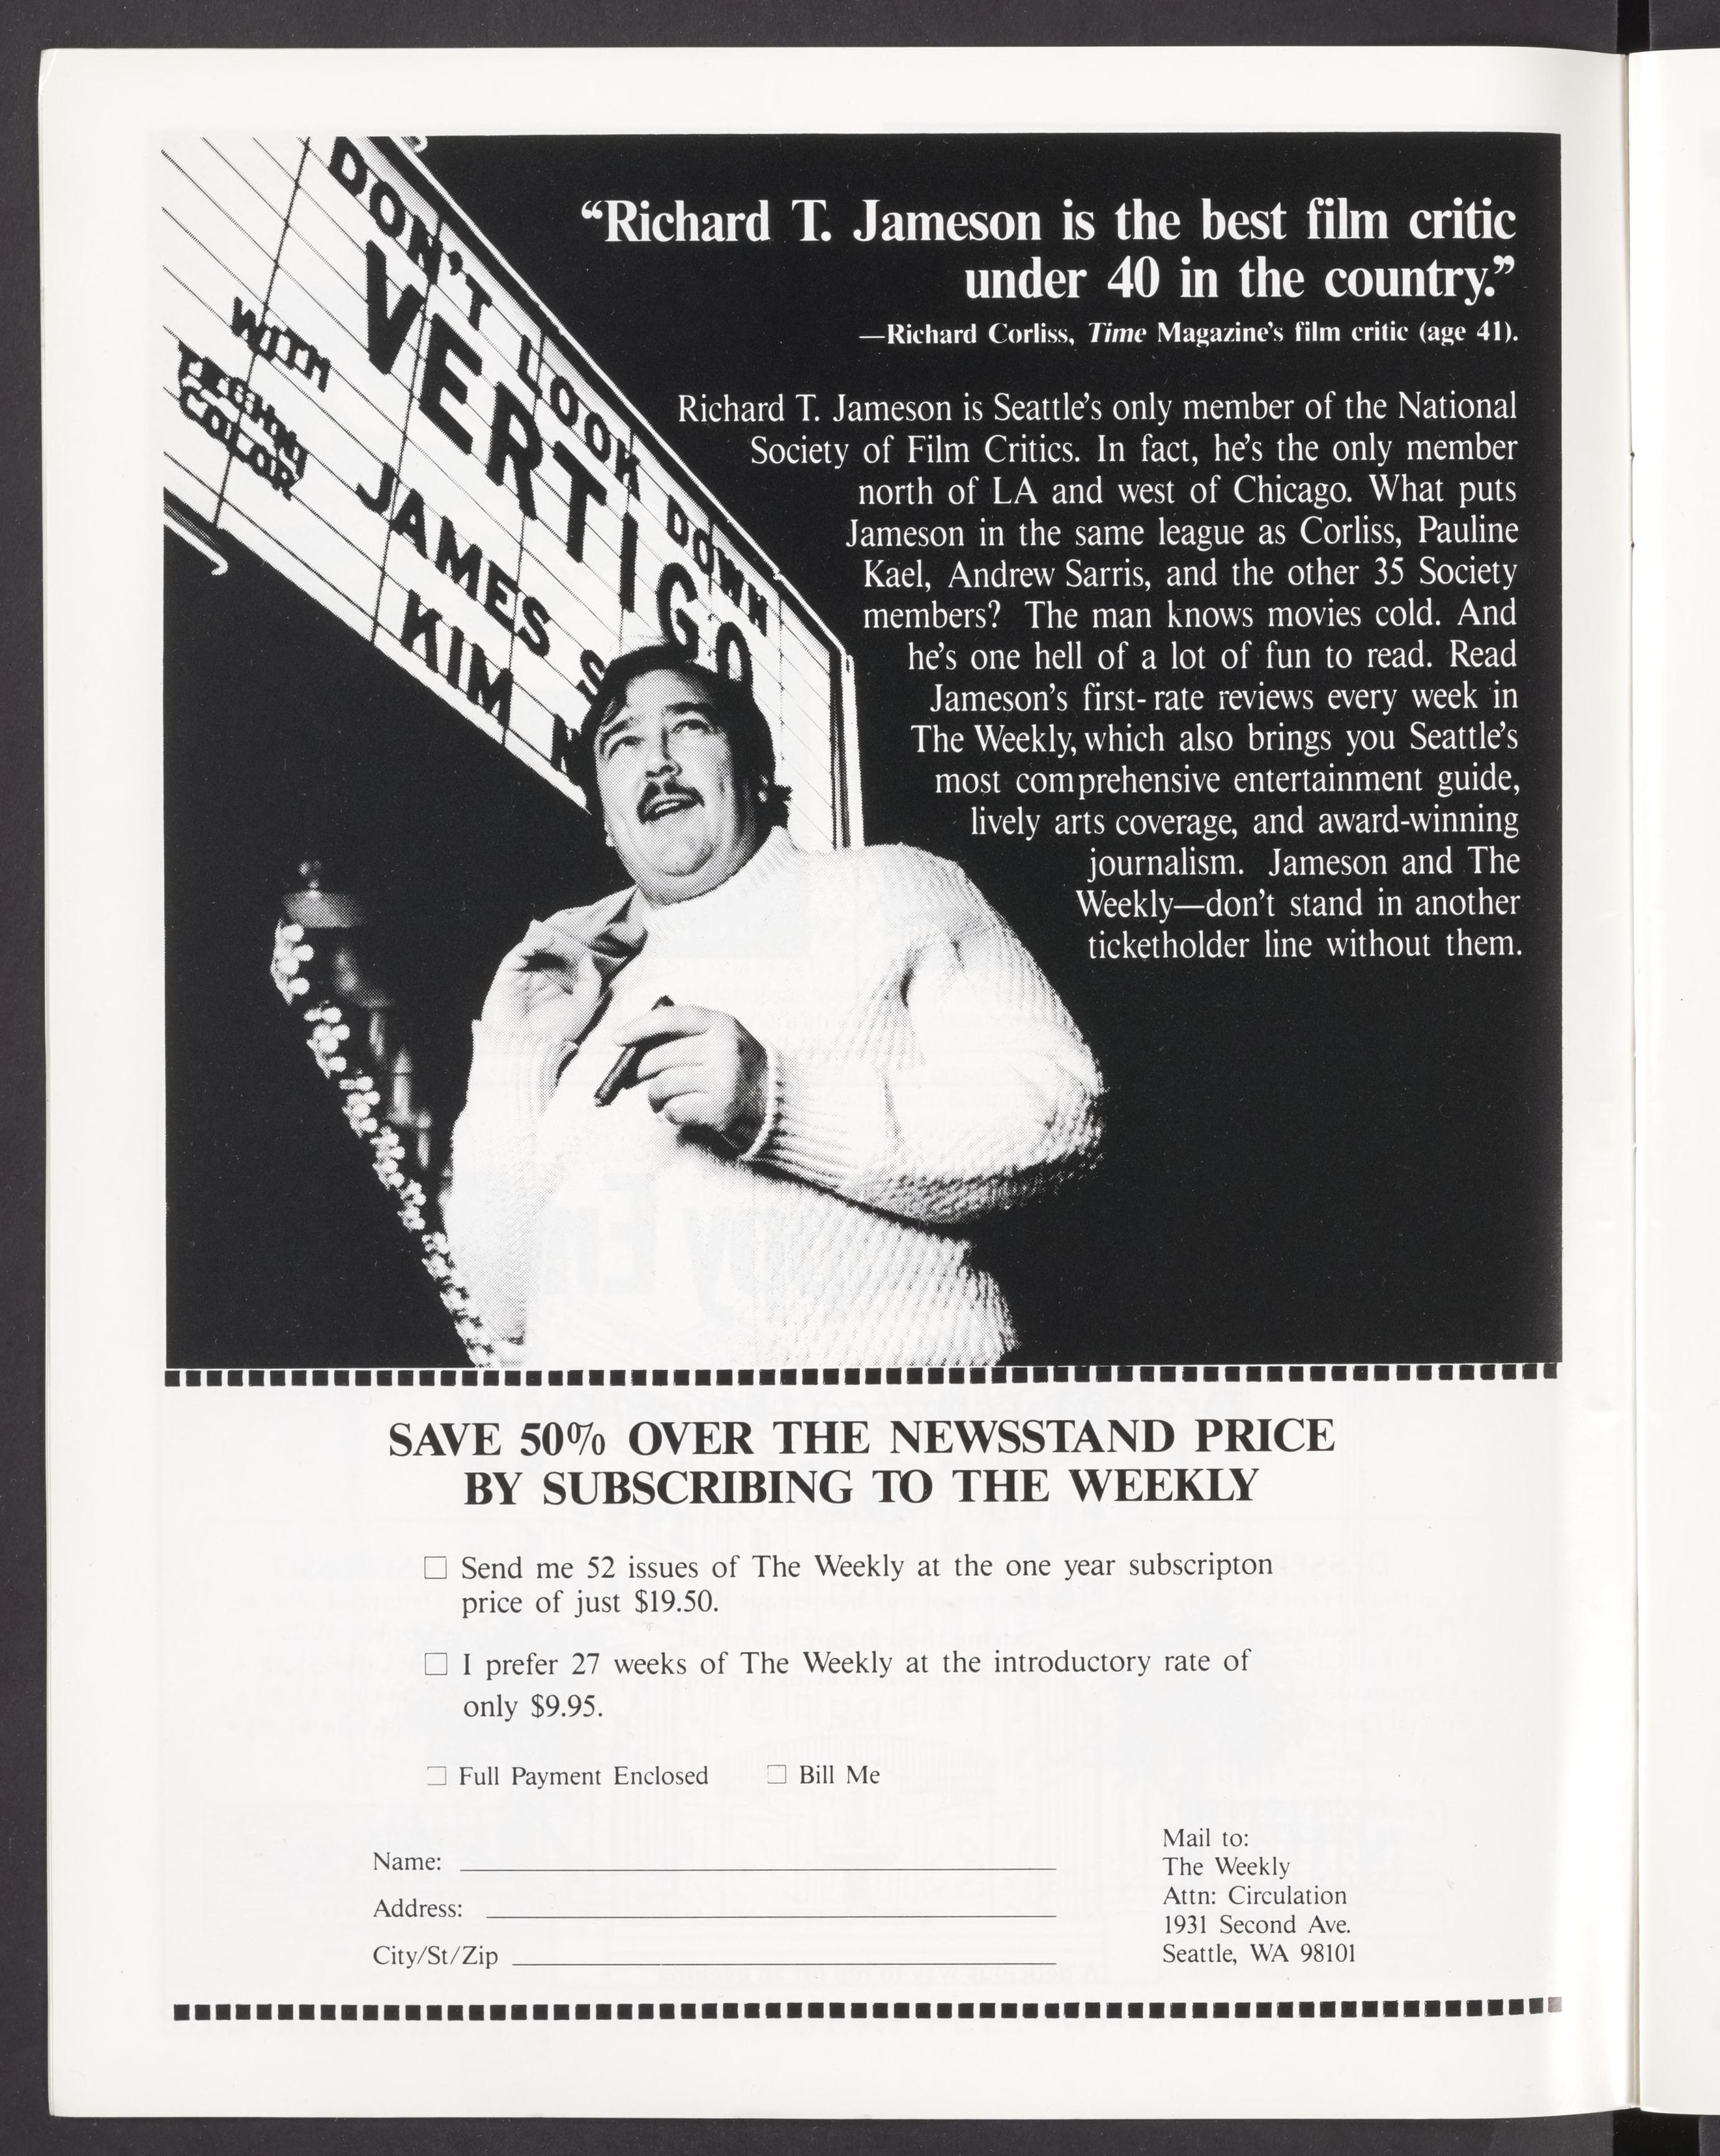 DON'T LOOK DOWN
VERTIGO
WITH
TECHNI
COLOR
JAMES S
KIM N
“Richard T. Jameson is the best film critic
under 40 in the country.”
—Richard Corliss, Time Magazine's film critic (age 41).
Richard T. Jameson is Seattle's only member of the National
Society of Film Critics. In fact, he's the only member
north of LA and west of Chicago. What puts
Jameson in the same league as Corliss, Pauline
Kael, Andrew Sarris, and the other 35 Society
members? The man knows movies cold. And
he's one hell of a lot of fun to read. Read
Jameson's first-rate reviews every week in
The Weekly, which also brings you Seattle's
most comprehensive entertainment guide,
lively arts coverage, and award-winning
journalism. Jameson and The
Weekly—don't stand in another
ticketholder line without them.
SAVE 50% OVER THE NEWSSTAND PRICE
BY SUBSCRIBING TO THE WEEKLY
Send me 52 issues of The Weekly at the one year subscripton
price of just $19.50.
I prefer 27 weeks of The Weekly at the introductory rate of
only $9.95.
Full Payment Enclosed Bill Me
Name:
Address:
City/St/Zip
Mail to:
The Weekly
Attn: Circulation
1931 Second Ave.
Seattle, WA 98101